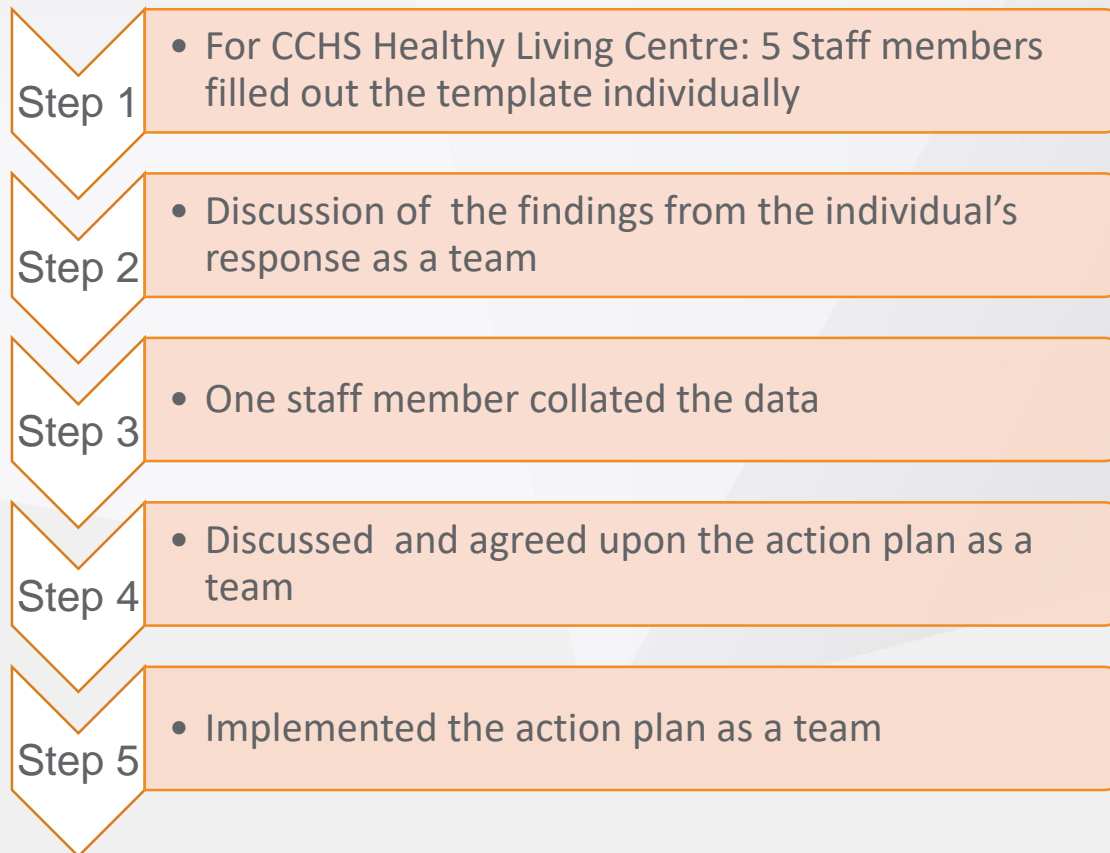 Step 1
• For CCHS Healthy Living Centre: 5 Staff members
filled out the template individually
Step 2
• Discussion of  the findings from the individual’s
response as a team
Step 3
• One staff member collated the data
Step 4
• Discussed  and agreed upon the action plan as a
team
Step 5
• Implemented the action plan as a team